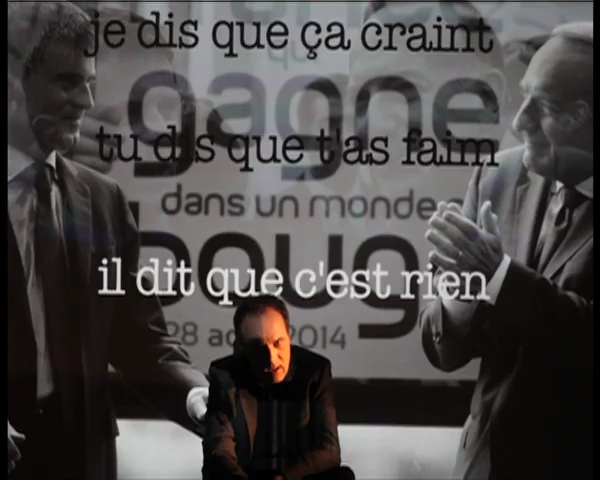 je dis que ça craint
gagne
tu dis que t'as faim
dans un monde
boug
il dit que c'est rien
28 2014